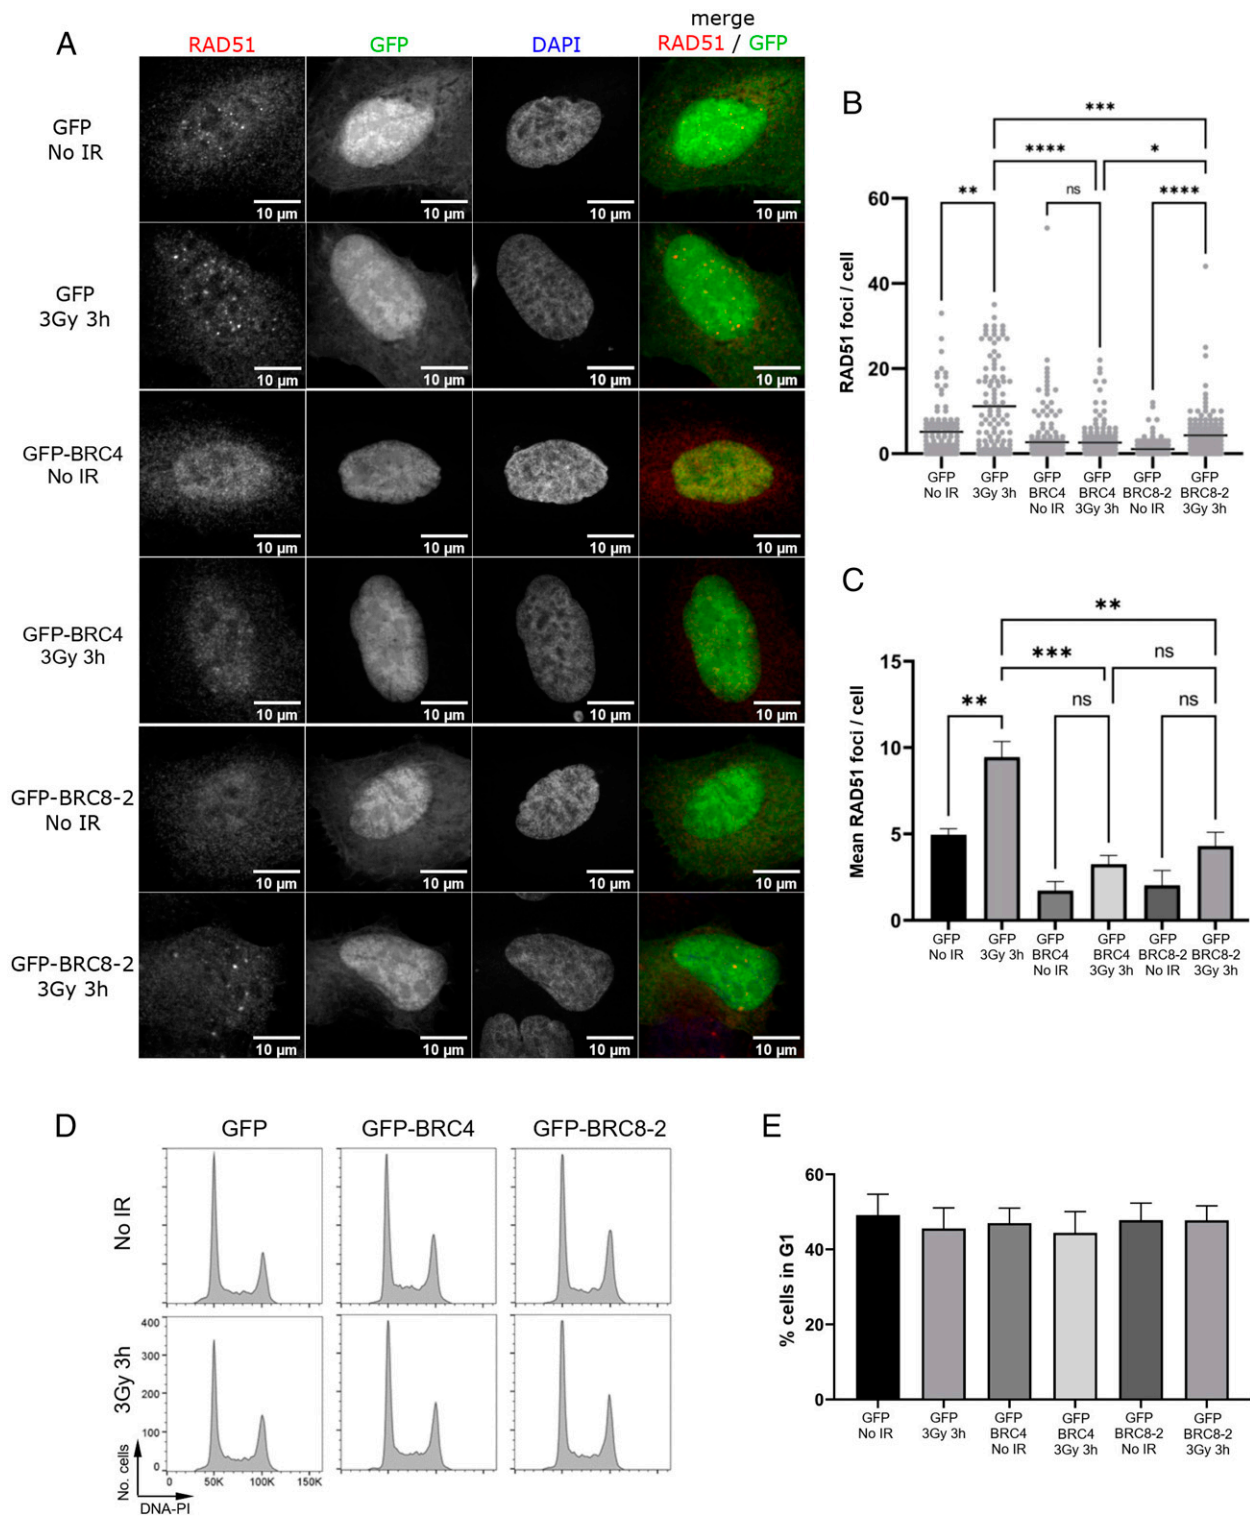 A
RAD51
GFP
DAPI
merge
RAD51 / GFP
GFP
No IR
10 µm
10 µm
10 µm
10 µm
GFP
3Gy 3h
10 µm
10 µm
10 µm
10 µm
GFP-BRC4
No IR
10 µm
10 µm
10 µm
10 µm
GFP-BRC4
3Gy 3h
10 µm
10 µm
10 µm
10 µm
GFP-BRC8-2
No IR
10 µm
10 µm
10 µm
10 µm
GFP-BRC8-2
3Gy 3h
10 µm
10 µm
10 µm
10 µm
B
***
****
*
**
ns
****
60
40
20
0
RAD51 foci / cell
GFP
No IR
GFP
3Gy 3h
GFP
BRC4
No IR
GFP
BRC4
3Gy 3h
GFP
BRC8-2
No IR
GFP
BRC8-2
3Gy 3h
C
**
***
ns
**
ns
ns
15
10
5
0
Mean RAD51 foci / cell
GFP
No IR
GFP
3Gy 3h
GFP
BRC4
No IR
GFP
BRC4
3Gy 3h
GFP
BRC8-2
No IR
GFP
BRC8-2
3Gy 3h
D
GFP
GFP-BRC4
GFP-BRC8-2
No IR
3Gy 3h
400
300
200
100
0
0
50K
100K
150K
No. cells
DNA-PI
E
60
40
20
0
% cells in G1
GFP
No IR
GFP
3Gy 3h
GFP
BRC4
No IR
GFP
BRC4
3Gy 3h
GFP
BRC8-2
No IR
GFP
BRC8-2
3Gy 3h